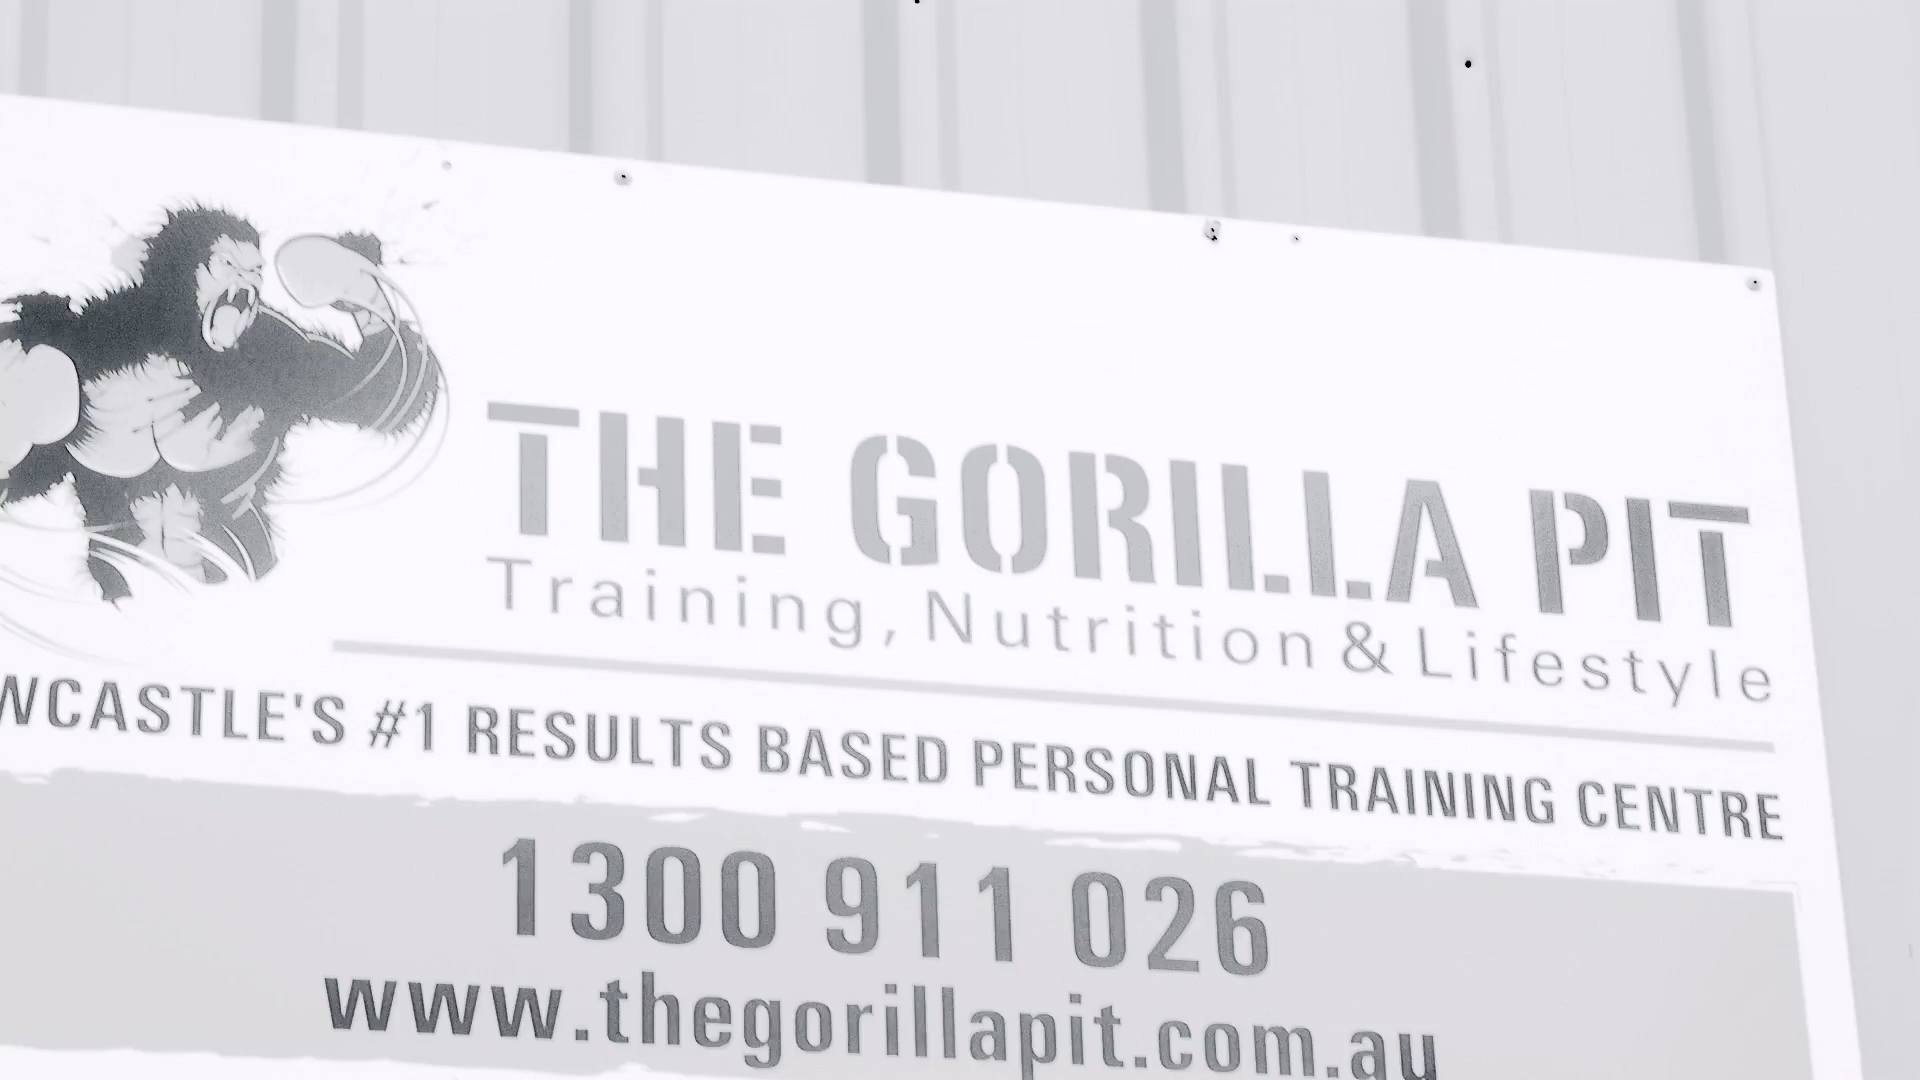 THE GORILLA PIT
Training, Nutrition & Lifestyle
WCASTLE'S #1 RESULTS BASED PERSONAL TRAINING CENTRE
1300 911 026
www.thegorillapit.com.au